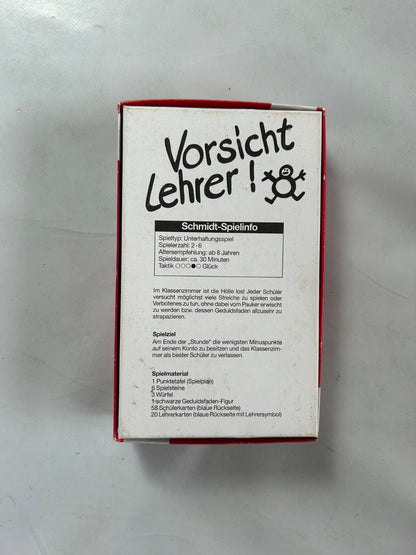 Vorsicht
Lehrer!
Schmidt-Spielinfo
Spieltyp: Unterhaltungsspiel
Spielerzahl: 2 - 6
Altersempfehlung: ab 8 Jahren
Spieldauer: ca. 30 Minuten
Taktik ○○○●○ Glück
Im Klassenzimmer ist die Hölle los! Jeder Schüler
versucht möglichst viele Streiche zu spielen oder
Verbotenes zu tun, ohne dabei vom Pauker erwischt
zu werden bzw. dessen Geduldsfaden allzusehr zu
strapazieren.
Spielziel
Am Ende der „Stunde" die wenigsten Minuspunkte
auf seinem Konto zu besitzen und das Klassenzim-
mer als bester Schüler zu verlassen.
Spielmaterial
1 Punktetafel (Spielplan)
6 Spielsteine
3 Würfel
1 schwarze Geduldsfaden-Figur
58 Schülerkarten (blaue Rückseite)
20 Lehrerkarten (blaue Rückseite mit Lehrersymbol)